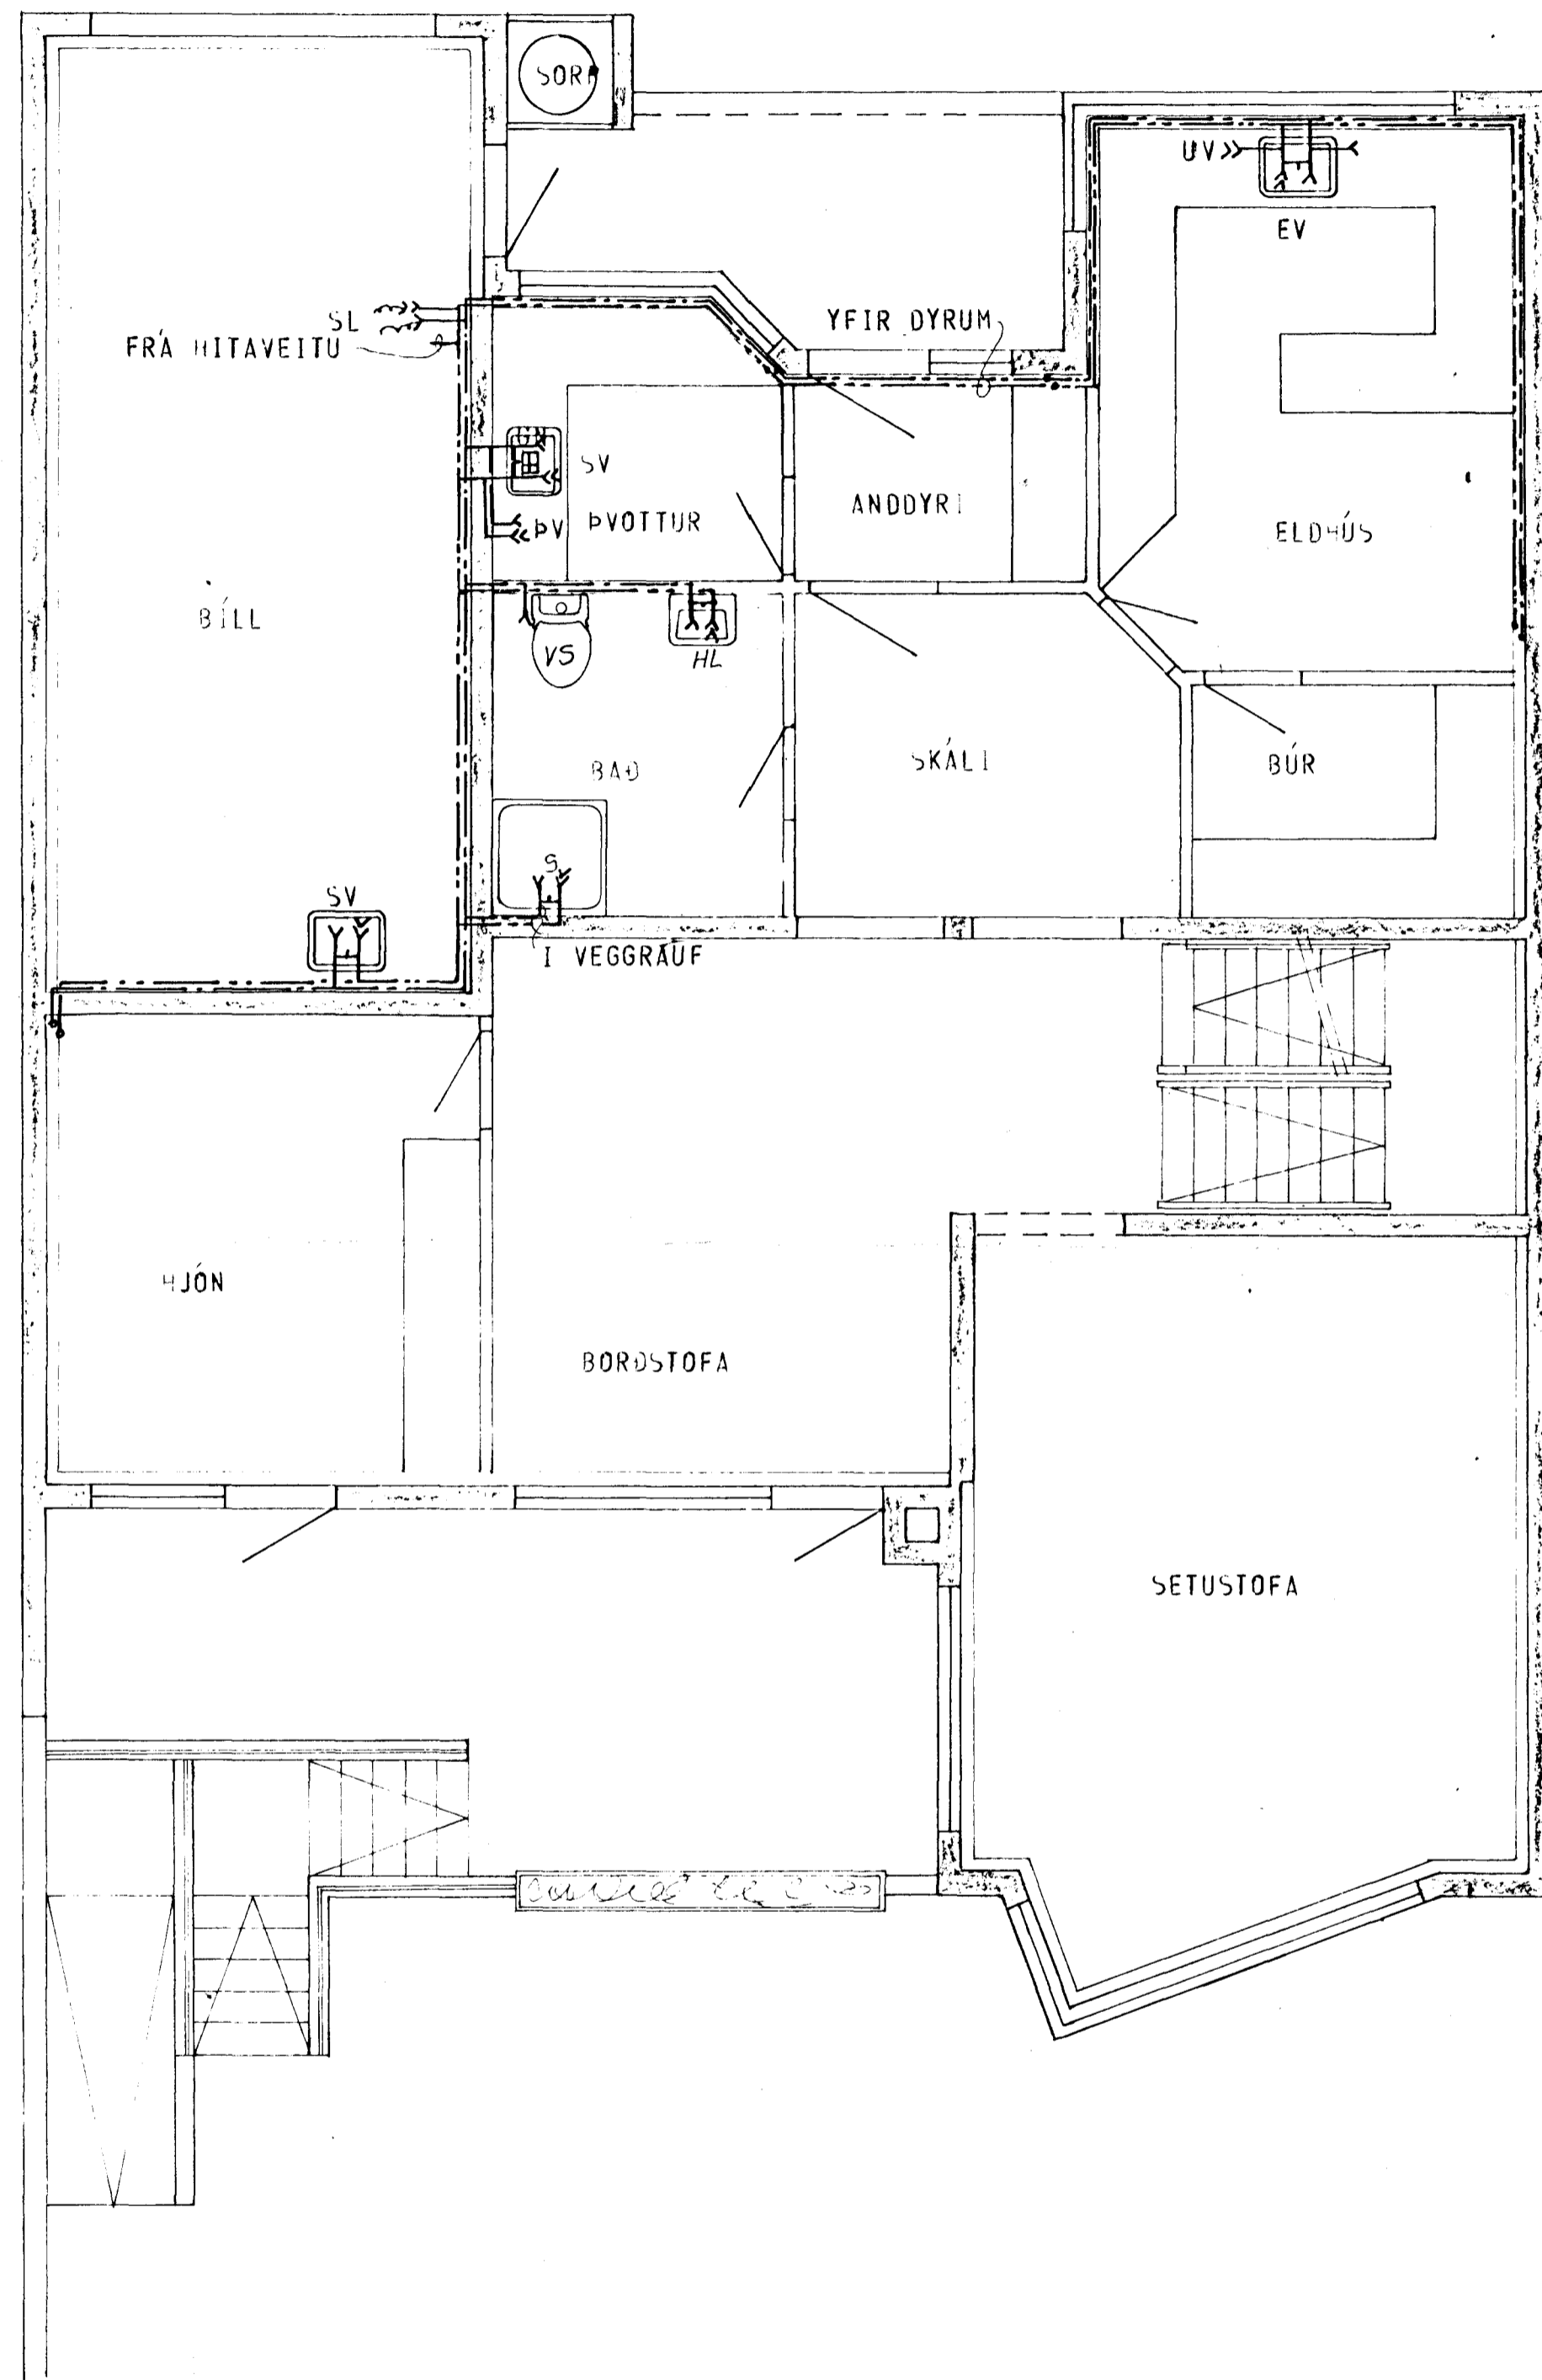 SORP
UV
EV
SL
FRÁ HITAVEITU
YFIR DYRUM
SV
ÞV
ÞVOTTUR
ANDDYRI
ELDHÚS
BÍLL
VS
HL
BAÐ
SKÁLI
BÚR
S
SV
I VEGGRAUF
HJÓN
BORÐSTOFA
SETUSTOFA